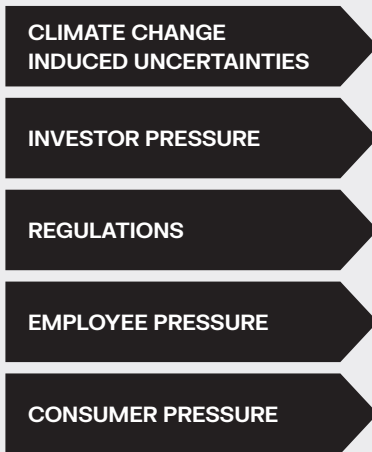 CLIMATE CHANGE
INDUCED UNCERTAINTIES
INVESTOR PRESSURE
REGULATIONS
EMPLOYEE PRESSURE
CONSUMER PRESSURE